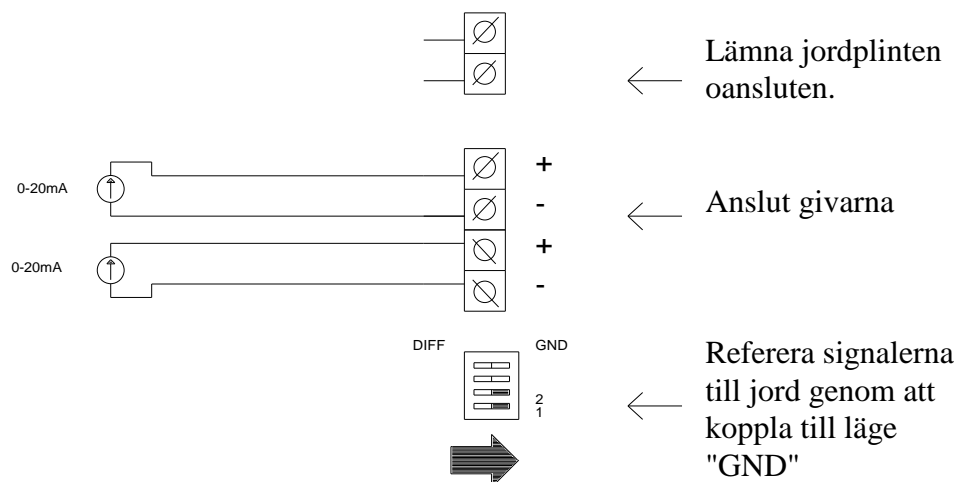 Lämna jordplinten
oansluten.
0-20mA
+
-
Anslut givarna
0-20mA
+
-
DIFF
GND
2
1
Referera signalerna
till jord genom att
koppla till läge
"GND"